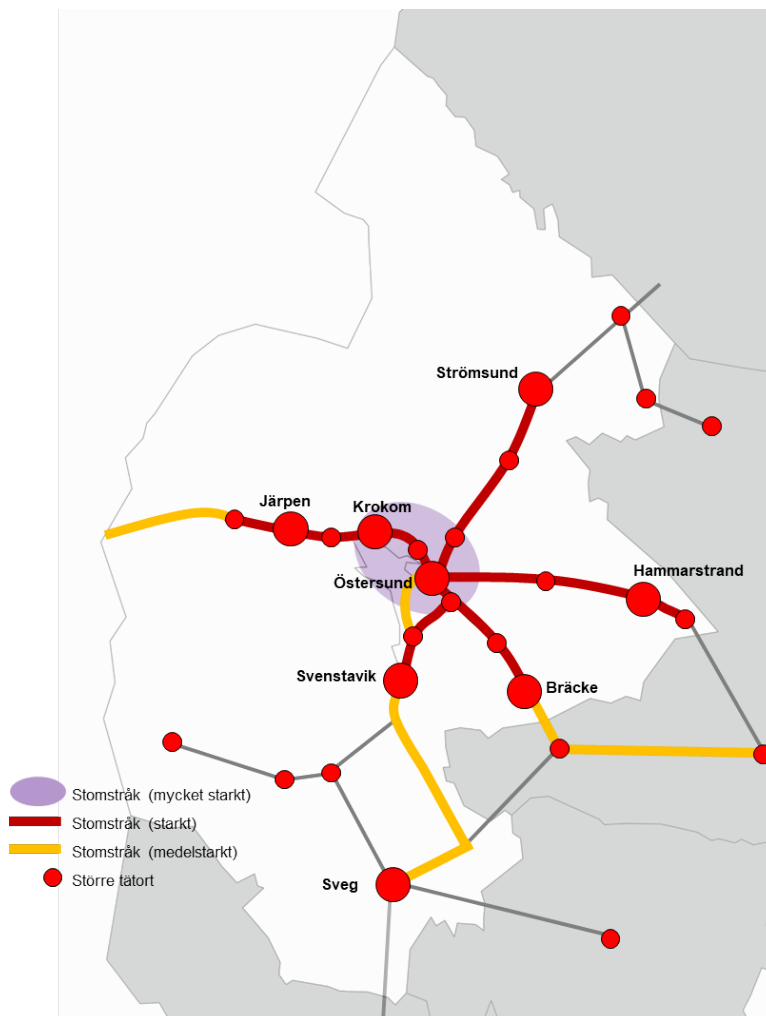 Strömsund
Järpen
Krokom
Hammarstrand
Östersund
Svenstavik
Bräcke
Stomstråk (mycket starkt)
Stomstråk (starkt)
Stomstråk (medelstarkt)
Större tätort
Sveg